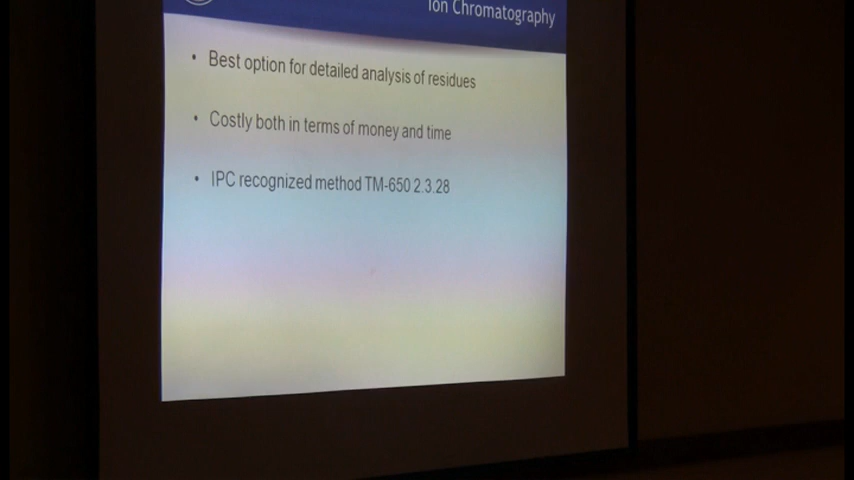 Ion Chromatography
• Best option for detailed analysis of residues
• Costly both in terms of money and time
• IPC recognized method TM-650 2.3.28